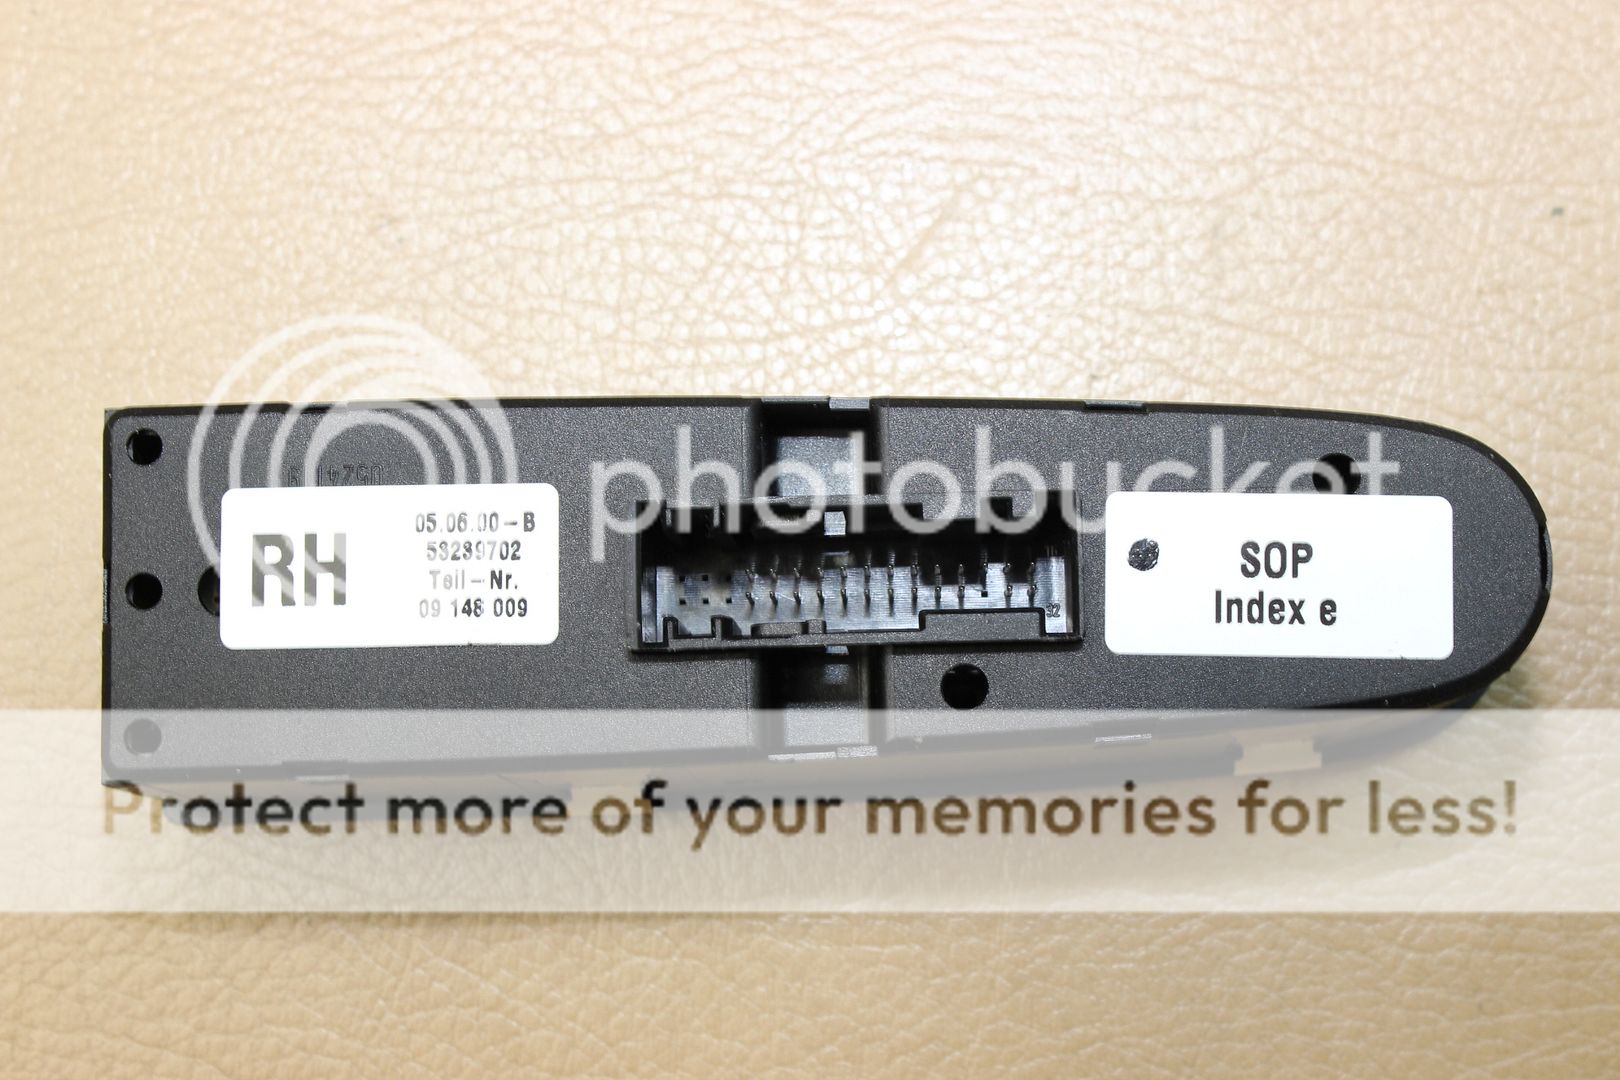 RH
05.06.00-B
53239702
Teil-Nr.
09 148 009
SOP
Index e
32
photobucket
Protect more of your memories for less!